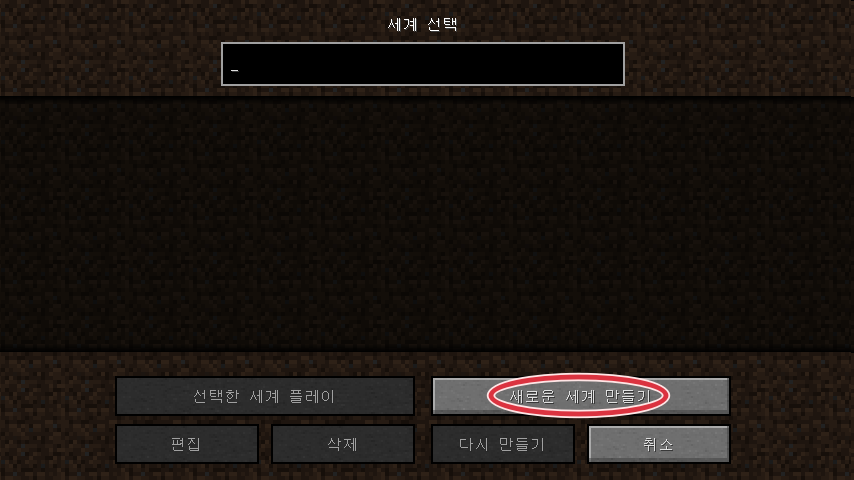 세계 선택
_
선택한 세계 플레이
새로운 세계 만들기
편집
삭제
다시 만들기
취소